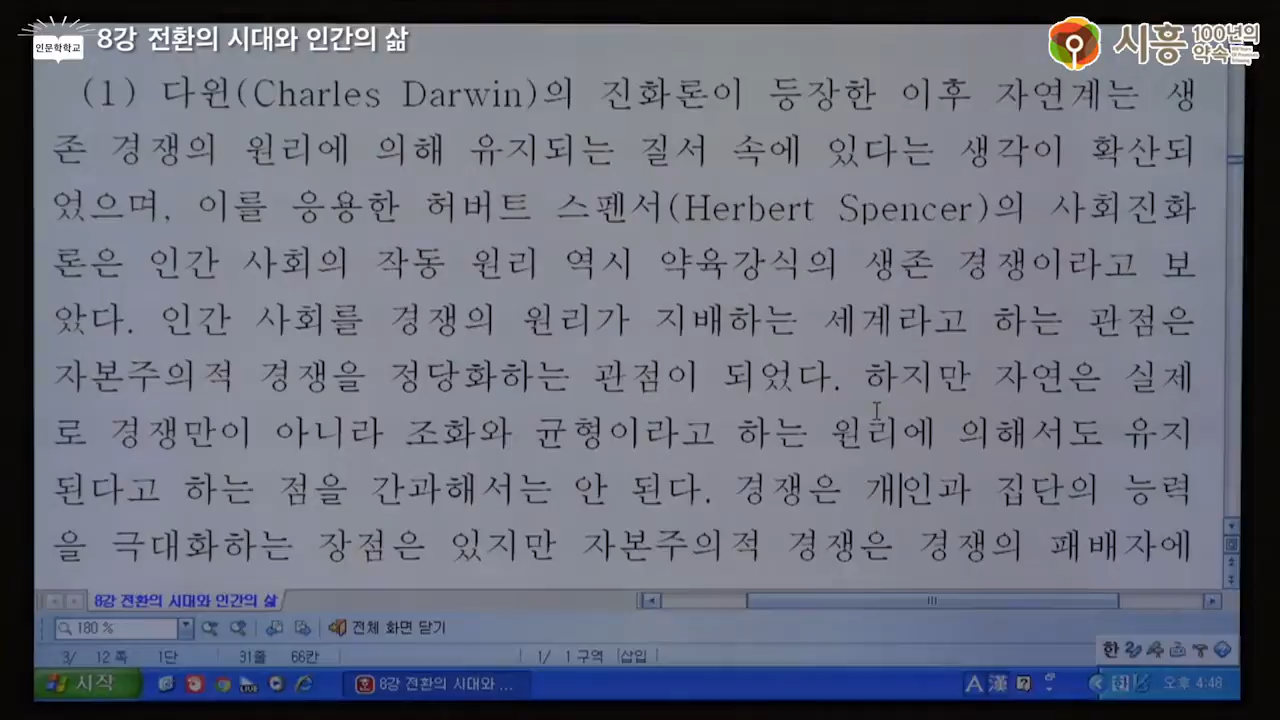 인문학학교
8강 전환의 시대와 인간의 삶
시흥 100년의 약속
(1) 다윈(Charles Darwin)의 진화론이 등장한 이후 자연계는 생
존 경쟁의 원리에 의해 유지되는 질서 속에 있다는 생각이 확산되
었으며, 이를 응용한 허버트 스펜서(Herbert Spencer)의 사회진화
론은 인간 사회의 작동 원리 역시 약육강식의 생존 경쟁이라고 보
았다. 인간 사회를 경쟁의 원리가 지배하는 세계라고 하는 관점은
자본주의적 경쟁을 정당화하는 관점이 되었다. 하지만 자연은 실제
로 경쟁만이 아니라 조화와 균형이라고 하는 원리에 의해서도 유지
된다고 하는 점을 간과해서는 안 된다. 경쟁은 개인과 집단의 능력
을 극대화하는 장점은 있지만 자본주의적 경쟁은 경쟁의 패배자에
8강 전환의 시대와 인간의 삶
180 % 전체 화면 닫기
3/ 12 쪽 1단 31줄 66칸 1/ 1 구역 삽입
한
시작 8강 전환의 시대와 ... A 漢 오후 4:48